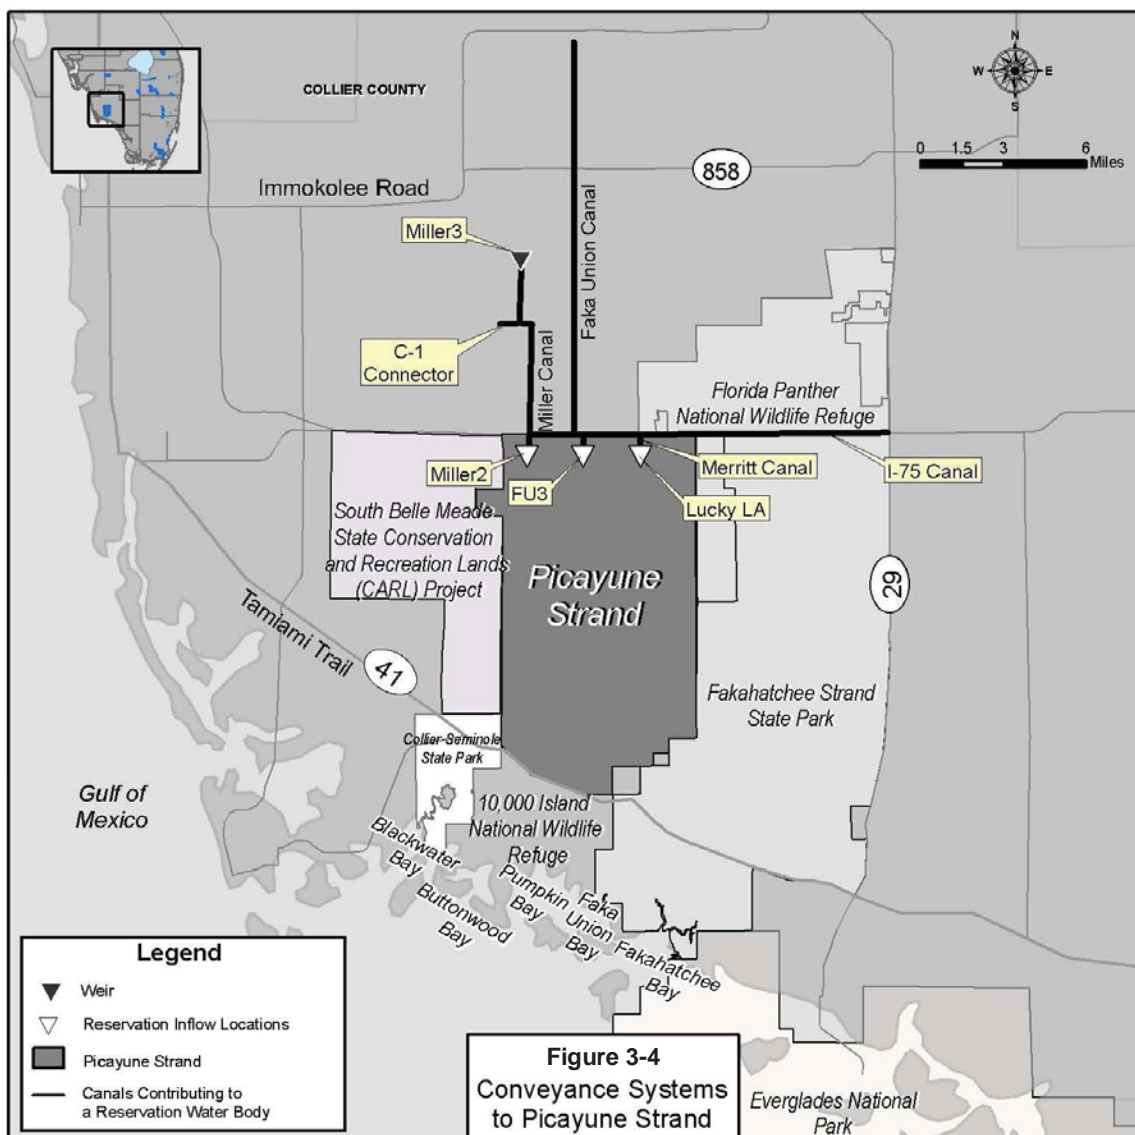 N
W E
S
COLLIER COUNTY
0 1.5 3 6
Miles
858
Immokolee Road
Miller3
Faka Union Canal
C-1
Connector
Miller Canal
Florida Panther
National Wildlife Refuge
Miller2
FU3
Merritt Canal
Lucky LA
I-75 Canal
South Belle Meade
State Conservation
and Recreation Lands
(CARL) Project
Picayune
Strand
29
Tamiami Trail
41
Fakahatchee Strand
State Park
Collier-Seminole
State Park
Gulf of
Mexico
10,000 Island
National Wildlife
Refuge
Blackwater
Bay
Buttonwood
Bay
Pumpkin
Bay
Faka
Union
Bay
Fakahatchee
Bay
Legend
Weir
Reservation Inflow Locations
Picayune Strand
Canals Contributing to
a Reservation Water Body
Figure 3-4
Conveyance Systems
to Picayune Strand
Everglades National
Park